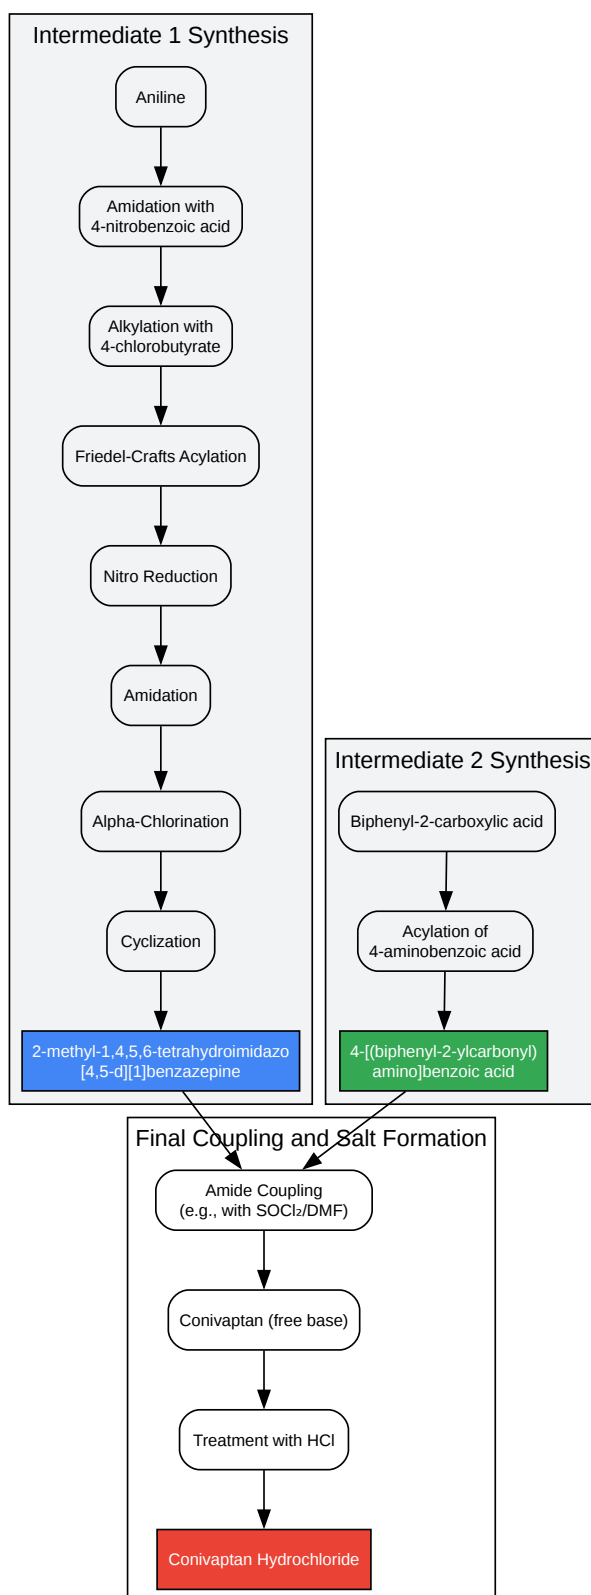 Intermediate 1 Synthesis
Aniline
Amidation with
4-nitrobenzoic acid
Alkylation with
4-chlorobutyrate
Friedel-Crafts Acylation
Nitro Reduction
Amidation
Alpha-Chlorination
Cyclization
2-methyl-1,4,5,6-tetrahydroimidazo
[4,5-d][1]benzazepine
Intermediate 2 Synthesis
Biphenyl-2-carboxylic acid
Acylation of
4-aminobenzoic acid
4-[(biphenyl-2-ylcarbonyl)
amino]benzoic acid
Final Coupling and Salt Formation
Amide Coupling
(e.g., with SOCl₂/DMF)
Conivaptan (free base)
Treatment with HCl
Conivaptan Hydrochloride